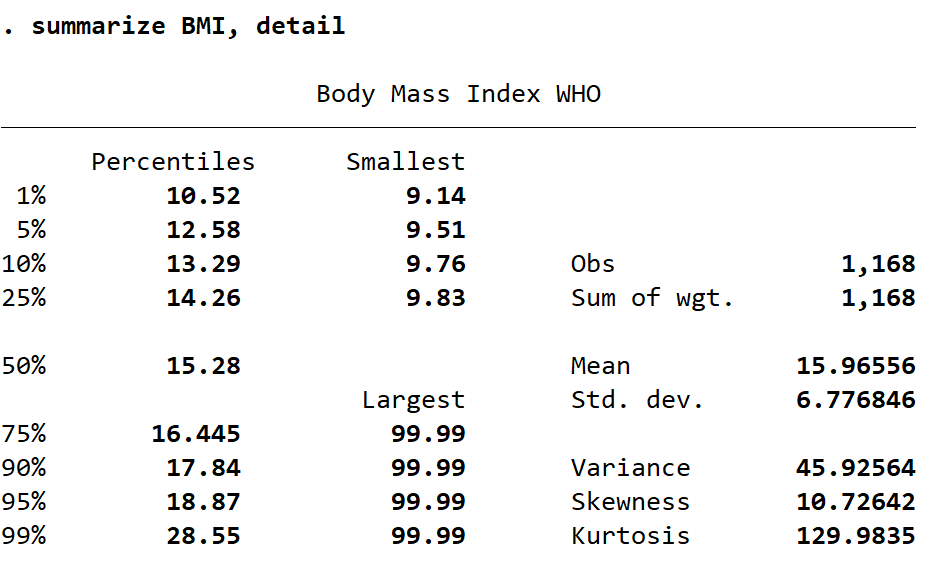 . summarize BMI, detail
Body Mass Index WHO
Percentiles Smallest
1% 10.52 9.14
5% 12.58 9.51
10% 13.29 9.76 Obs 1,168
25% 14.26 9.83 Sum of wgt. 1,168
50% 15.28 Mean 15.96556
Largest Std. dev. 6.776846
75% 16.445 99.99
90% 17.84 99.99 Variance 45.92564
95% 18.87 99.99 Skewness 10.72642
99% 28.55 99.99 Kurtosis 129.9835